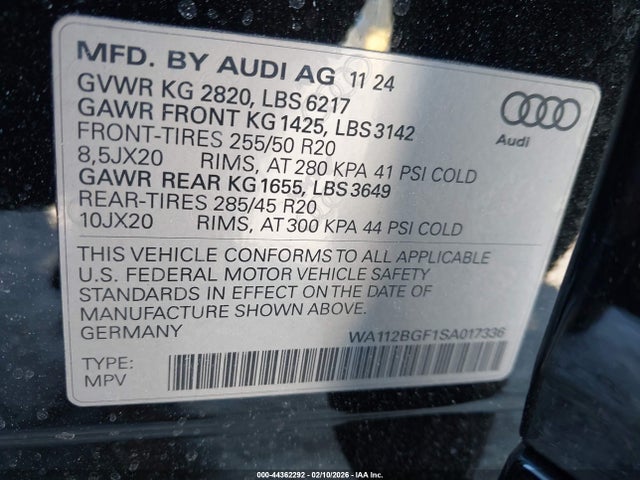 MFD. BY AUDI AG 11 24
GVWR KG 2820, LBS 6217
GAWR FRONT KG 1425, LBS 3142
FRONT-TIRES 255/50 R20
8,5JX20 RIMS, AT 280 KPA 41 PSI COLD
GAWR REAR KG 1655, LBS 3649
REAR-TIRES 285/45 R20
10JX20 RIMS, AT 300 KPA 44 PSI COLD
Audi
THIS VEHICLE CONFORMS TO ALL APPLICABLE
U.S. FEDERAL MOTOR VEHICLE SAFETY
STANDARDS IN EFFECT ON THE DATE OF
MANUFACTURE SHOWN ABOVE.
GERMANY
WA112BGF1SA017336
TYPE:
MPV
000-44362292 - 02/10/2026 - IAA C24